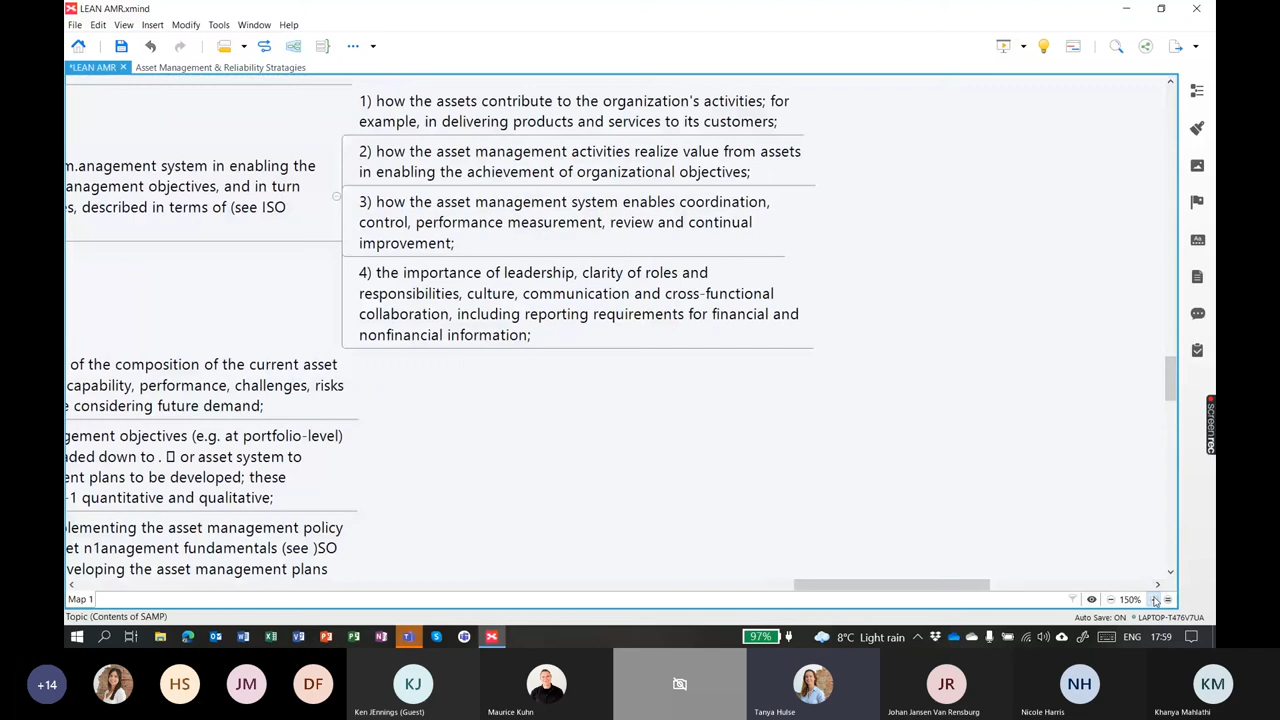 LEAN AMR.xmind
File Edit View Insert Modify Tools Window Help
*LEAN AMR Asset Management & Reliability Stratagies
1) how the assets contribute to the organization's activities; for
example, in delivering products and services to its customers;
2) how the asset management activities realize value from assets
in enabling the achievement of organizational objectives;
3) how the asset management system enables coordination,
control, performance measurement, review and continual
improvement;
4) the importance of leadership, clarity of roles and
responsibilities, culture, communication and cross-functional
collaboration, including reporting requirements for financial and
nonfinancial information;
m.anagement system in enabling the
anagement objectives, and in turn
s, described in terms of (see ISO
of the composition of the current asset
capability, performance, challenges, risks
e considering future demand;
gement objectives (e.g. at portfolio-level)
aded down to . or asset system to
ent plans to be developed; these
-1 quantitative and qualitative;
plementing the asset management policy
et n1anagement fundamentals (see )SO
veloping the asset management plans
screenrec
Map 1
150%
Topic (Contents of SAMP)
Auto Save: ON LAPTOP-T476V7UA
97% 8°C Light rain ENG 17:59
+14 HS JM DF KJ JR NH KM
Ken JEnnings (Guest) Maurice Kuhn Tanya Hulse Johan Jansen Van Rensburg Nicole Harris Khanya Mahlathi